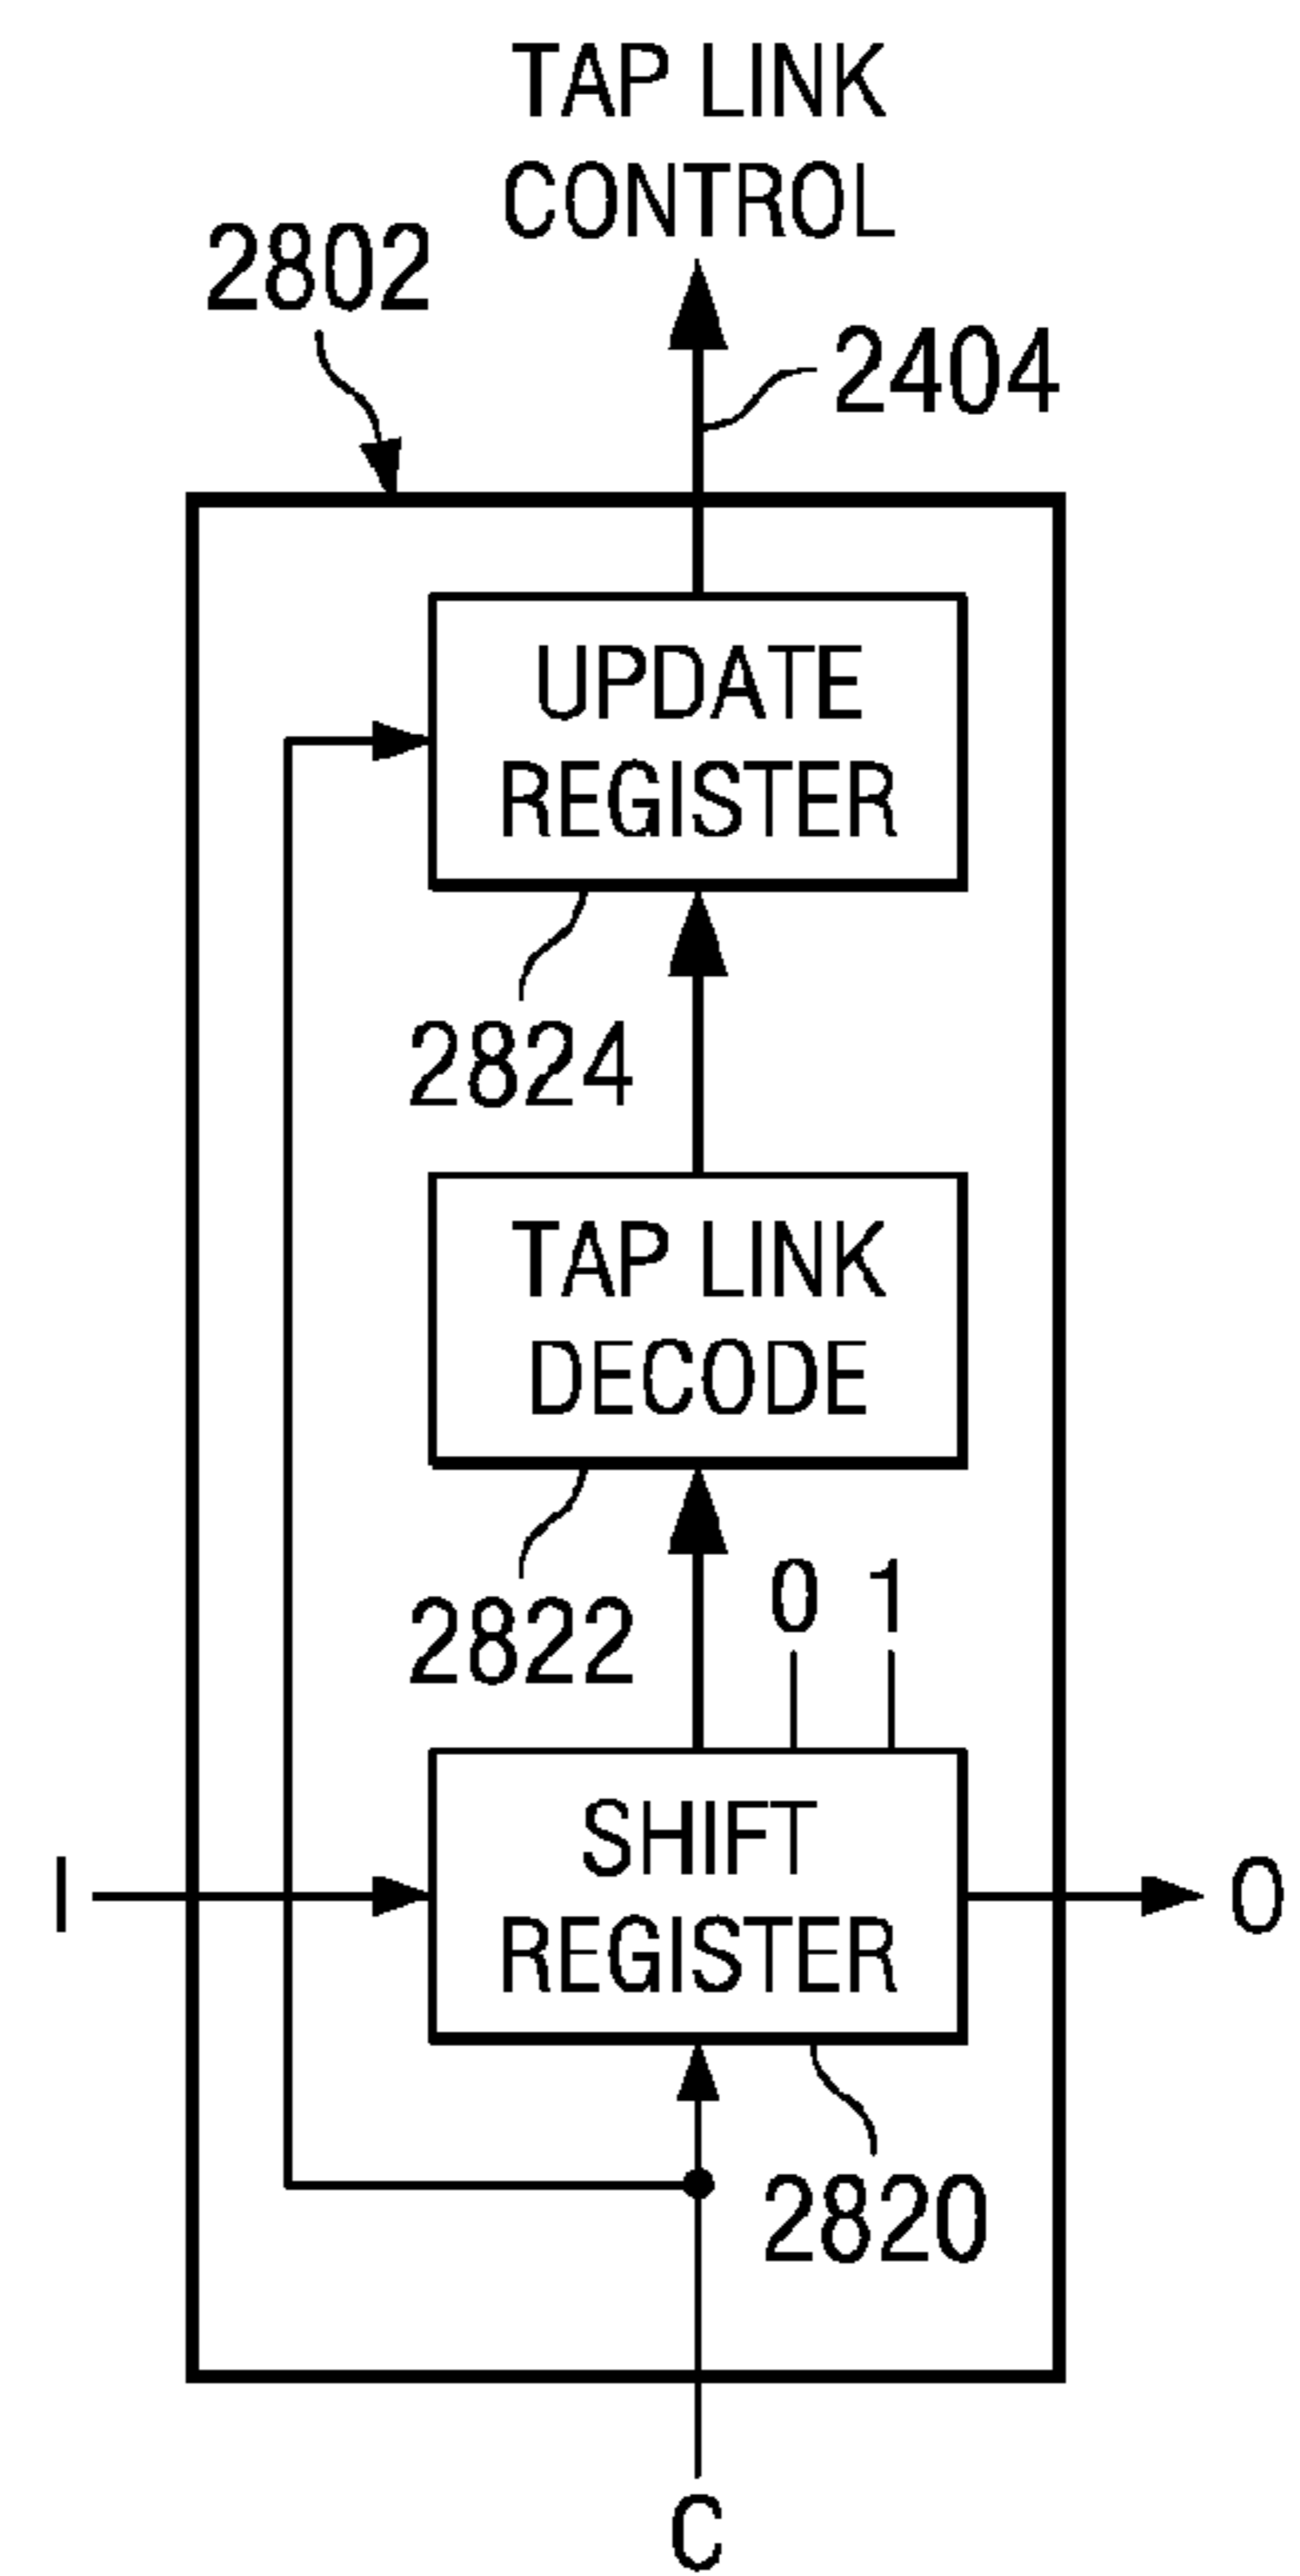 TAP LINK
CONTROL
2802
2404
UPDATE
REGISTER
2824
TAP LINK
DECODE
2822
0 1
SHIFT
REGISTER
I
O
2820
C